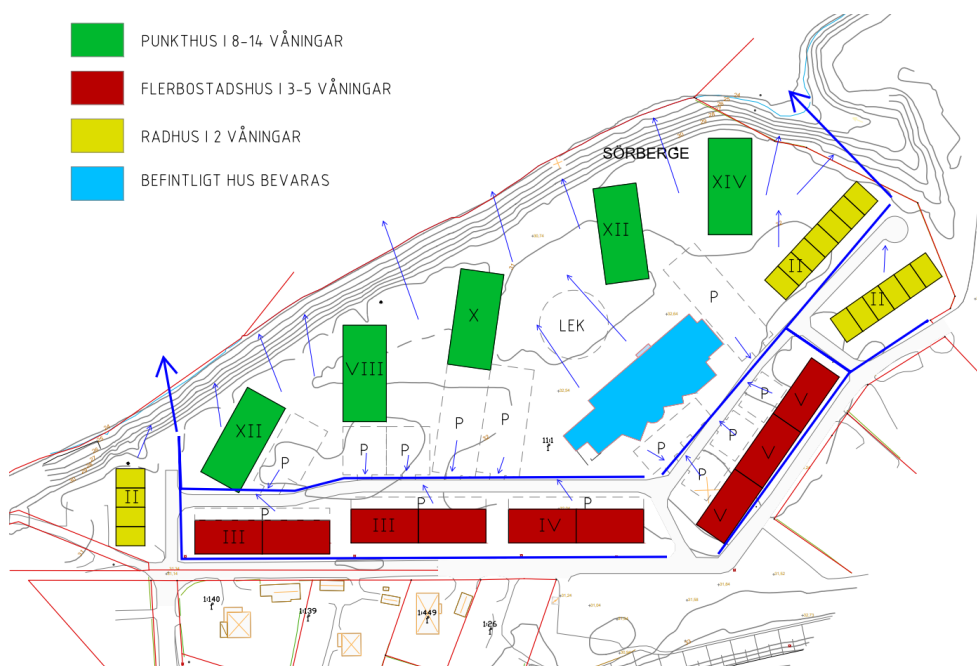 PUNKTHUS I 8-14 VÅNINGAR
FLERBOSTADSHUS I 3-5 VÅNINGAR
RADHUS I 2 VÅNINGAR
BEFINTLIGT HUS BEVARAS
SÖRBERGE
XIV
XII
II
II
P
X
LEK
VIII
XII
V
P
V
P
P
P
P
P
P
P
P
11:1
II
P
P
P
V
III
III
IV
1:140
1:139
1:449
1:26